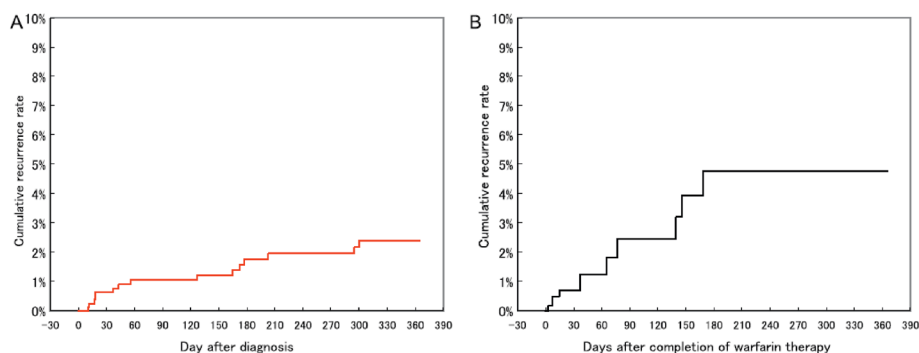 A
10%
9%
8%
7%
6%
5%
4%
3%
2%
1%
0%
Cumulative recurrence rate
-30 0 30 60 90 120 150 180 210 240 270 300 330 360 390
Day after diagnosis
B
10%
9%
8%
7%
6%
5%
4%
3%
2%
1%
0%
Cumulative recurrence rate
-30 0 30 60 90 120 150 180 210 240 270 300 330 360 390
Days after completion of warfarin therapy